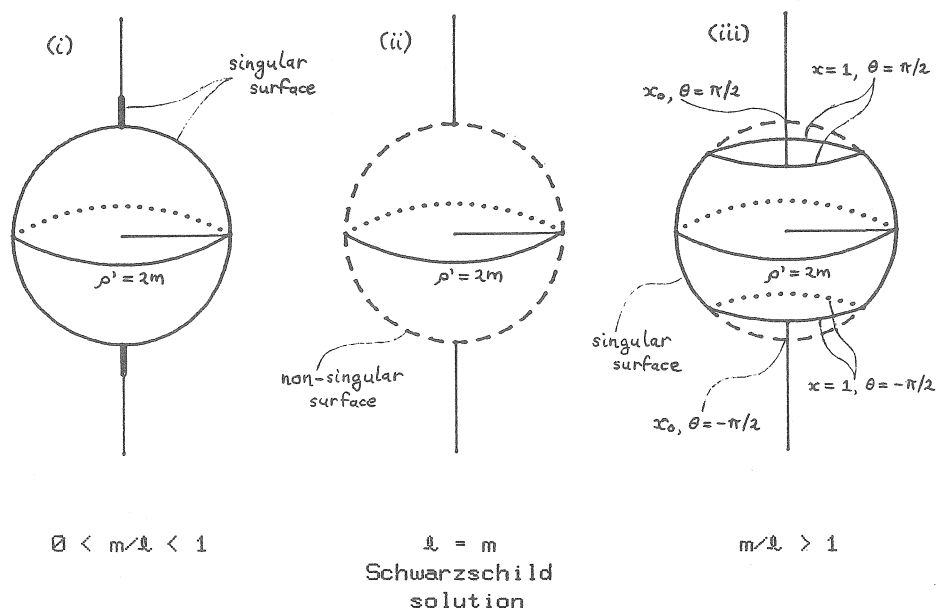 (i)
singular
surface
ρ' = 2m
0 < m/ℓ < 1
(ii)
ρ' = 2m
non-singular
surface
ℓ = m
Schwarzschild
solution
(iii)
x₀, θ = π/2
x = 1, θ = π/2
ρ' = 2m
singular
surface
x = 1, θ = -π/2
x₀, θ = -π/2
m/ℓ > 1